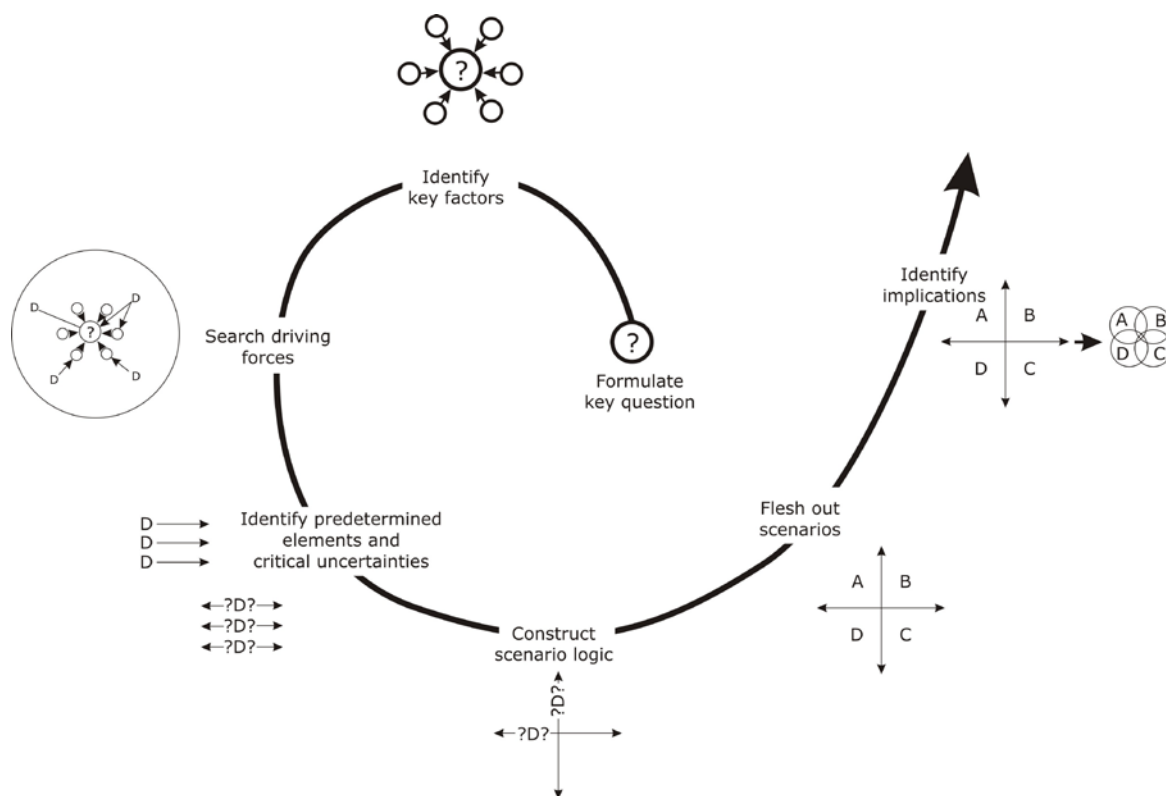 ?
Identify
key factors
?
Formulate
key question
D
D
?
D
D
Search driving
forces
D
D
D
Identify predetermined
elements and
critical uncertainties
?D?
?D?
?D?
Construct
scenario logic
?D?
?D?
Flesh out
scenarios
A B
D C
Identify
implications
A B
D C
A B
D C